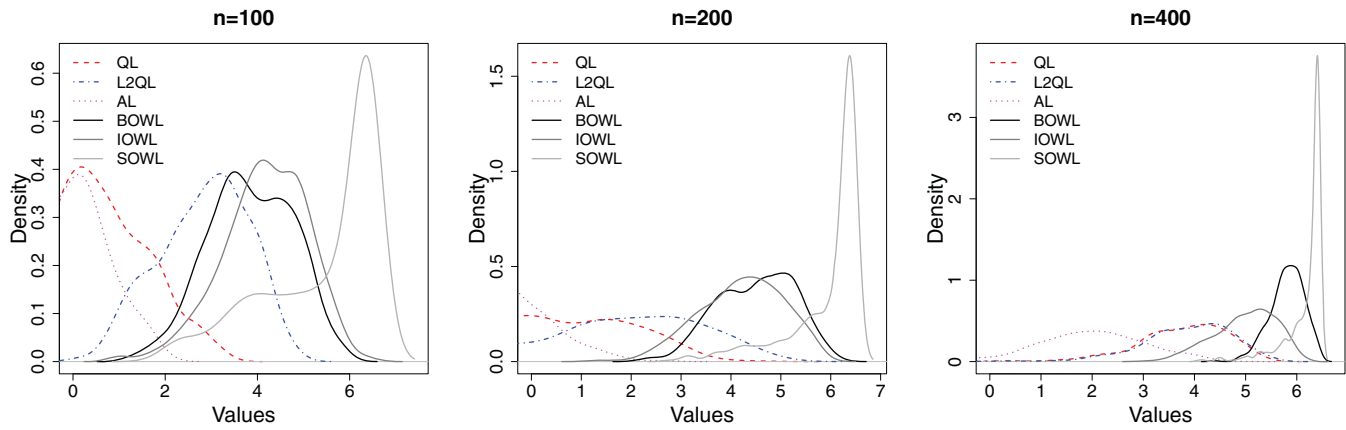 n=100
QL
L2QL
AL
BOWL
IOWL
SOWL
Density
0.0 0.1 0.2 0.3 0.4 0.5 0.6
0 2 4 6
Values
n=200
QL
L2QL
AL
BOWL
IOWL
SOWL
Density
0.0 0.5 1.0 1.5
0 1 2 3 4 5 6 7
Values
n=400
QL
L2QL
AL
BOWL
IOWL
SOWL
Density
0 1 2 3
0 1 2 3 4 5 6
Values